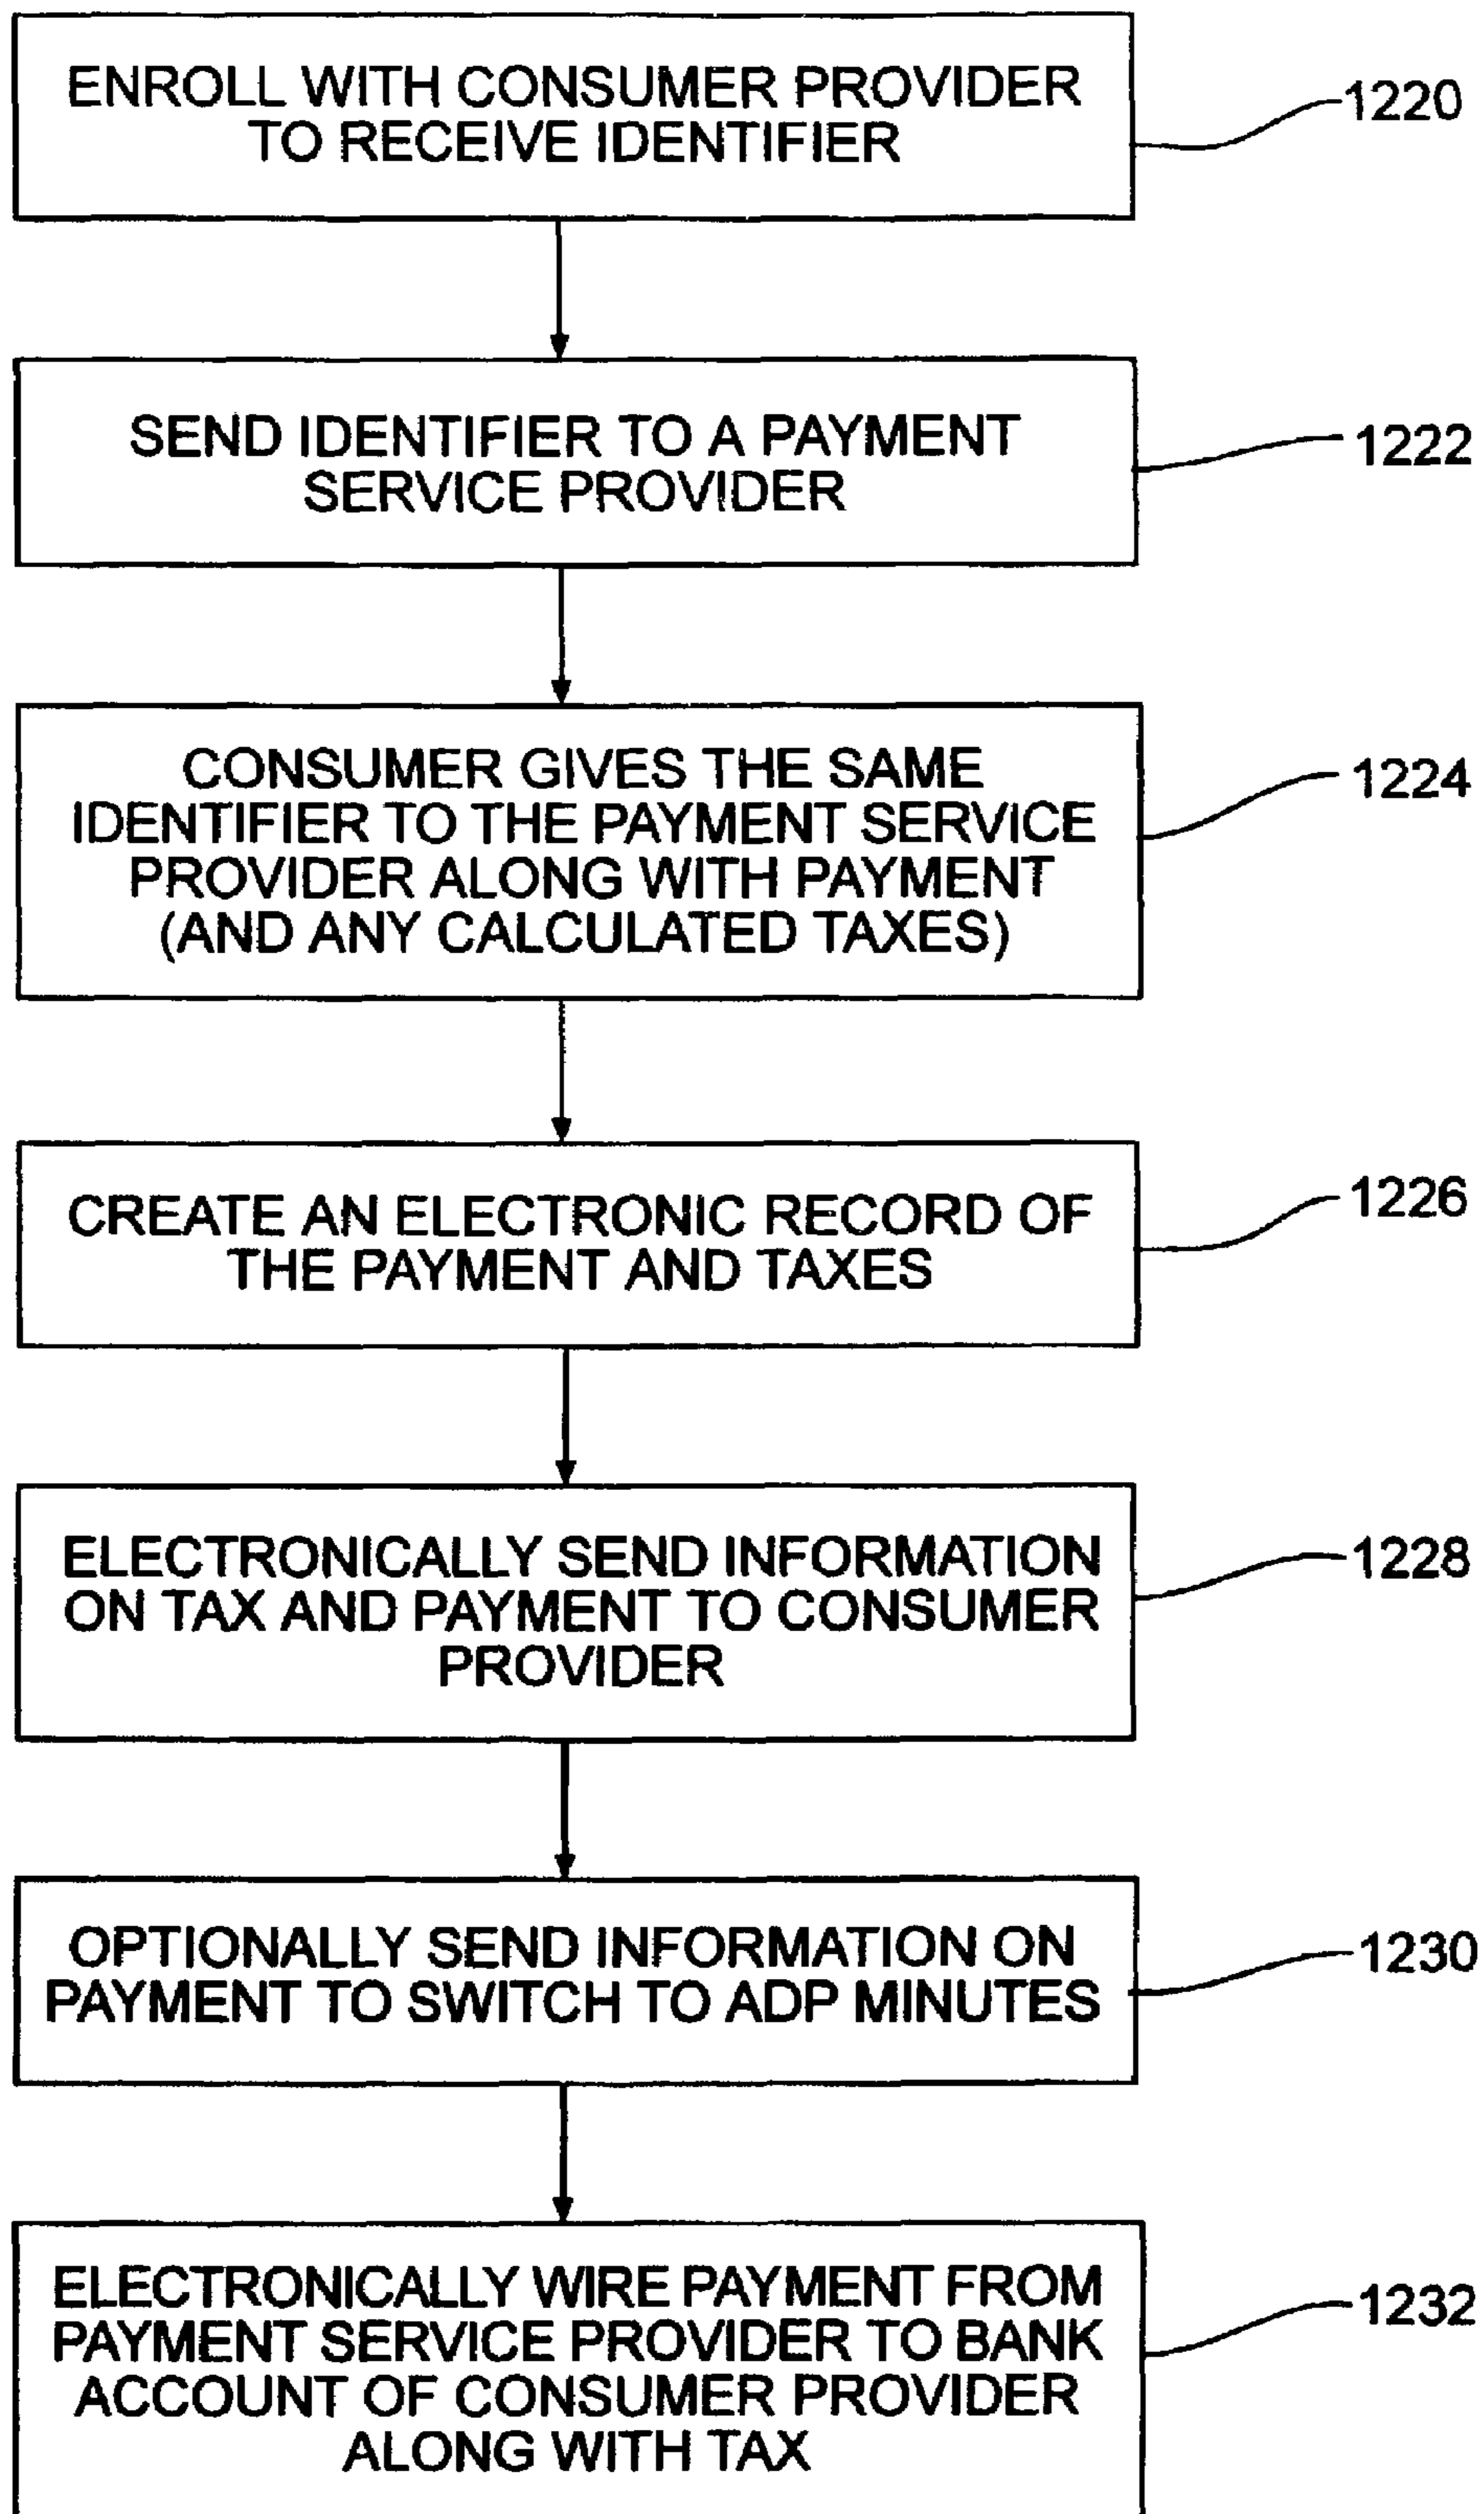 ENROLL WITH CONSUMER PROVIDER
TO RECEIVE IDENTIFIER
1220
SEND IDENTIFIER TO A PAYMENT
SERVICE PROVIDER
1222
CONSUMER GIVES THE SAME
IDENTIFIER TO THE PAYMENT SERVICE
PROVIDER ALONG WITH PAYMENT
(AND ANY CALCULATED TAXES)
1224
CREATE AN ELECTRONIC RECORD OF
THE PAYMENT AND TAXES
1226
ELECTRONICALLY SEND INFORMATION
ON TAX AND PAYMENT TO CONSUMER
PROVIDER
1228
OPTIONALLY SEND INFORMATION ON
PAYMENT TO SWITCH TO ADP MINUTES
1230
ELECTRONICALLY WIRE PAYMENT FROM
PAYMENT SERVICE PROVIDER TO BANK
ACCOUNT OF CONSUMER PROVIDER
ALONG WITH TAX
1232